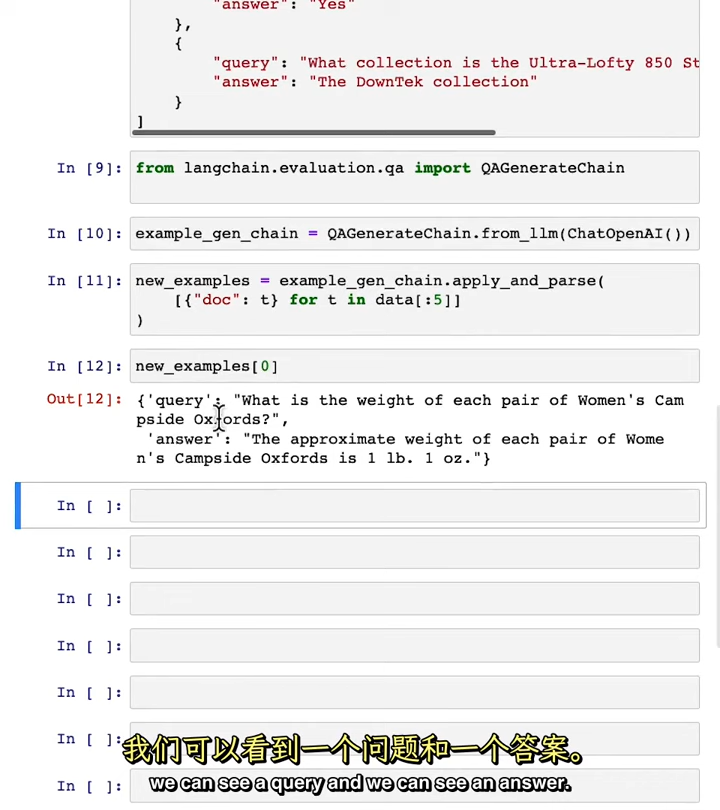 "answer": "Yes"
},
{
"query": "What collection is the Ultra-Lofty 850 St
"answer": "The DownTek collection"
}
]
In [9]: from langchain.evaluation.qa import QAGenerateChain
In [10]: example_gen_chain = QAGenerateChain.from_llm(ChatOpenAI())
In [11]: new_examples = example_gen_chain.apply_and_parse(
[{"doc": t} for t in data[:5]]
)
In [12]: new_examples[0]
Out[12]: {'query': "What is the weight of each pair of Women's Cam
pside Oxfords?",
'answer': "The approximate weight of each pair of Wome
n's Campside Oxfords is 1 lb. 1 oz."}
In [ ]:
In [ ]:
In [ ]:
In [ ]:
In [ ]:
In [ ]:
我们可以看到一个问题和一个答案。
we can see a query and we can see an answer.
In [ ]: